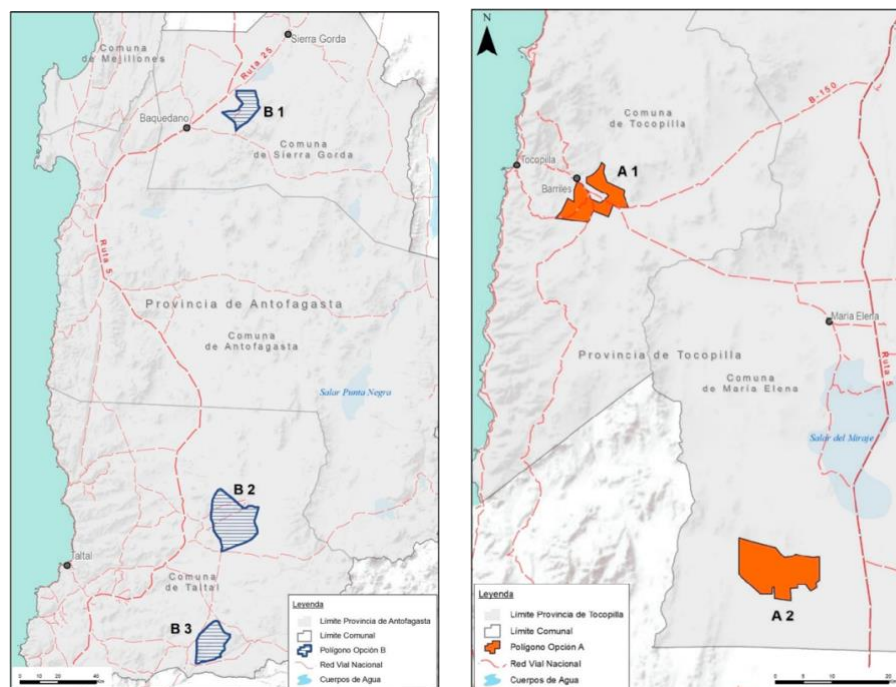 Sierra Gorda
Comuna
de Mejillones
Ruta 25
B 1
Baquedano
Comuna
de Sierra Gorda
Ruta 5
Provincia de Antofagasta
Comuna
de Antofagasta
Salar Punta Negra
B 2
Taltal
Comuna
de Taltal
B 3
Leyenda
Límite Provincia de Antofagasta
Límite Comunal
Polígono Opción B
Red Vial Nacional
Cuerpos de Agua
N
B-150
Comuna
de Tocopilla
Tocopilla
A 1
Barriles
María Elena
Provincia de Tocopilla
Ruta 5
Comuna
de María Elena
Salar del Miraje
A 2
Leyenda
Límite Provincia de Tocopilla
Límite Comunal
Polígono Opción A
Red Vial Nacional
Cuerpos de Agua